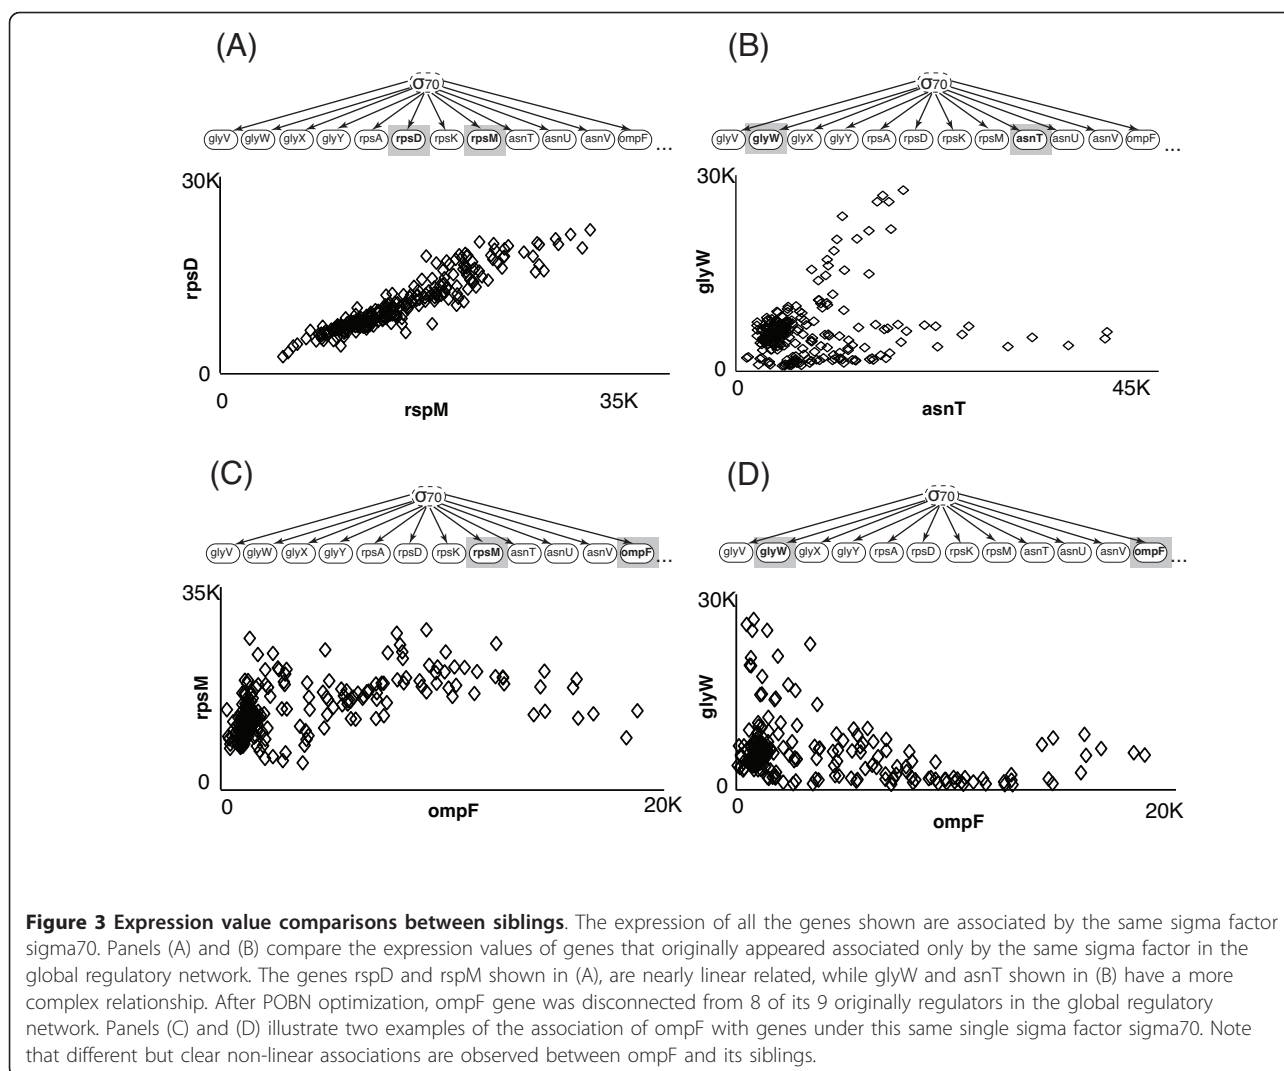 (A)
σ70
glyV glyW glyX glyY rpsA rpsD rpsK rpsM asnT asnU asnV ompF ...
30K
rpsD
0
0 35K
rspM
(B)
σ70
glyV glyW glyX glyY rpsA rpsD rpsK rpsM asnT asnU asnV ompF ...
30K
glyW
0
0 45K
asnT
(C)
σ70
glyV glyW glyX glyY rpsA rpsD rpsK rpsM asnT asnU asnV ompF ...
35K
rpsM
0
0 20K
ompF
(D)
σ70
glyV glyW glyX glyY rpsA rpsD rpsK rpsM asnT asnU asnV ompF ...
30K
glyW
0
0 20K
ompF
Figure 3 Expression value comparisons between siblings. The expression of all the genes shown are associated by the same sigma factor
sigma70. Panels (A) and (B) compare the expression values of genes that originally appeared associated only by the same sigma factor in the
global regulatory network. The genes rspD and rspM shown in (A), are nearly linear related, while glyW and asnT shown in (B) have a more
complex relationship. After POBN optimization, ompF gene was disconnected from 8 of its 9 originally regulators in the global regulatory
network. Panels (C) and (D) illustrate two examples of the association of ompF with genes under this same single sigma factor sigma70. Note
that different but clear non-linear associations are observed between ompF and its siblings.